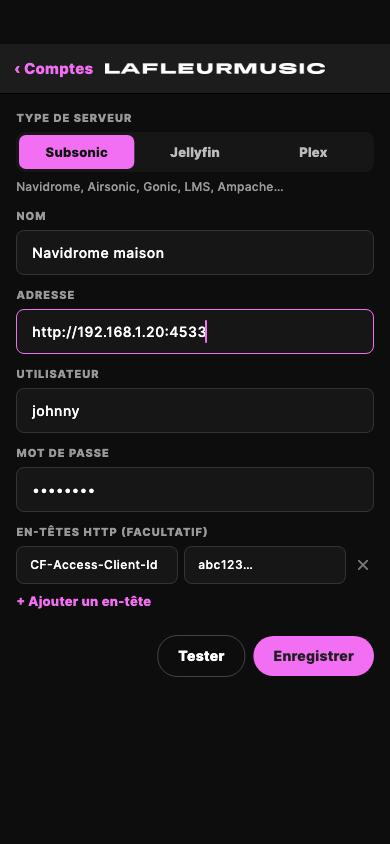 ‹ Comptes LAFLEURMUSIC
TYPE DE SERVEUR
Subsonic Jellyfin Plex
Navidrome, Airsonic, Gonic, LMS, Ampache…
NOM
Navidrome maison
ADRESSE
http://192.168.1.20:4533
UTILISATEUR
johnny
MOT DE PASSE
••••••••
EN-TÊTES HTTP (FACULTATIF)
CF-Access-Client-Id abc123… ✕
+ Ajouter un en-tête
Tester Enregistrer